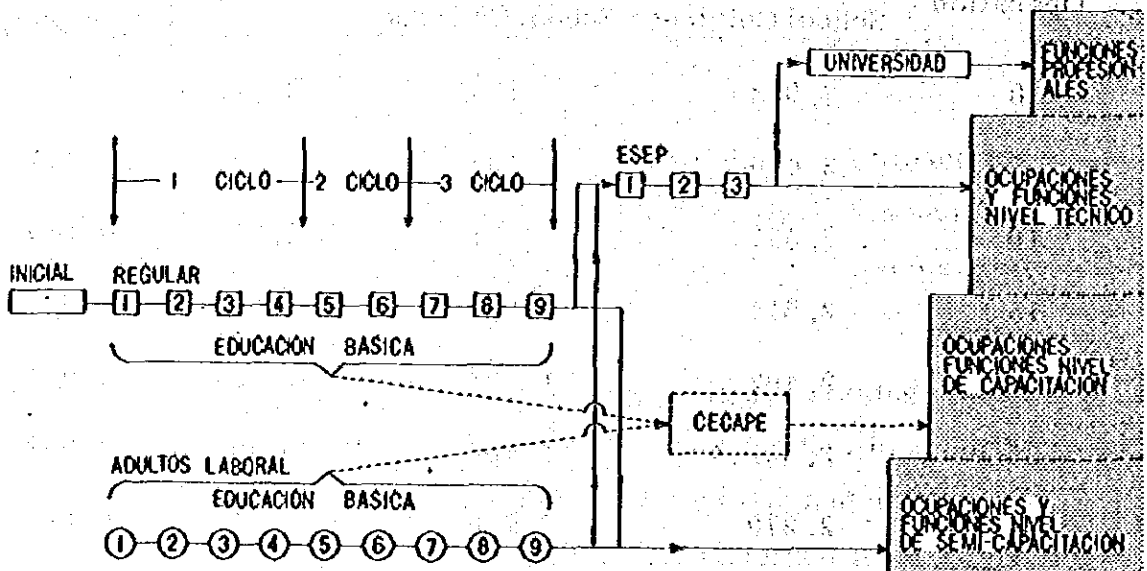 UNIVERSIDAD
FUNCIONES
PROFESION
ALES
1 CICLO
2 CICLO
3 CICLO
ESEP
1 2 3
OCUPACIONES
Y FUNCIONES
NIVEL TECNICO
INICIAL
REGULAR
1 2 3 4 5 6 7 8 9
EDUCACION BASICA
OCUPACIONES
FUNCIONES NIVEL
DE CAPACITACION
CECAPE
ADULTOS LABORAL
EDUCACION BASICA
1 2 3 4 5 6 7 8 9
OCUPACIONES Y
FUNCIONES NIVEL
DE SEMI-CAPACITACION